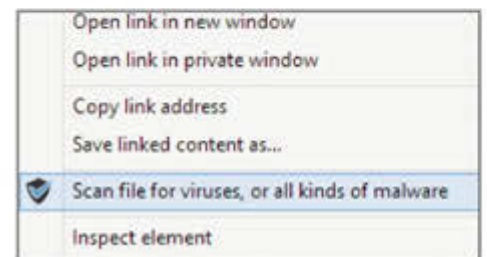 Open link in new window
Open link in private window
Copy link address
Save linked content as...
Scan file for viruses, or all kinds of malware
Inspect element